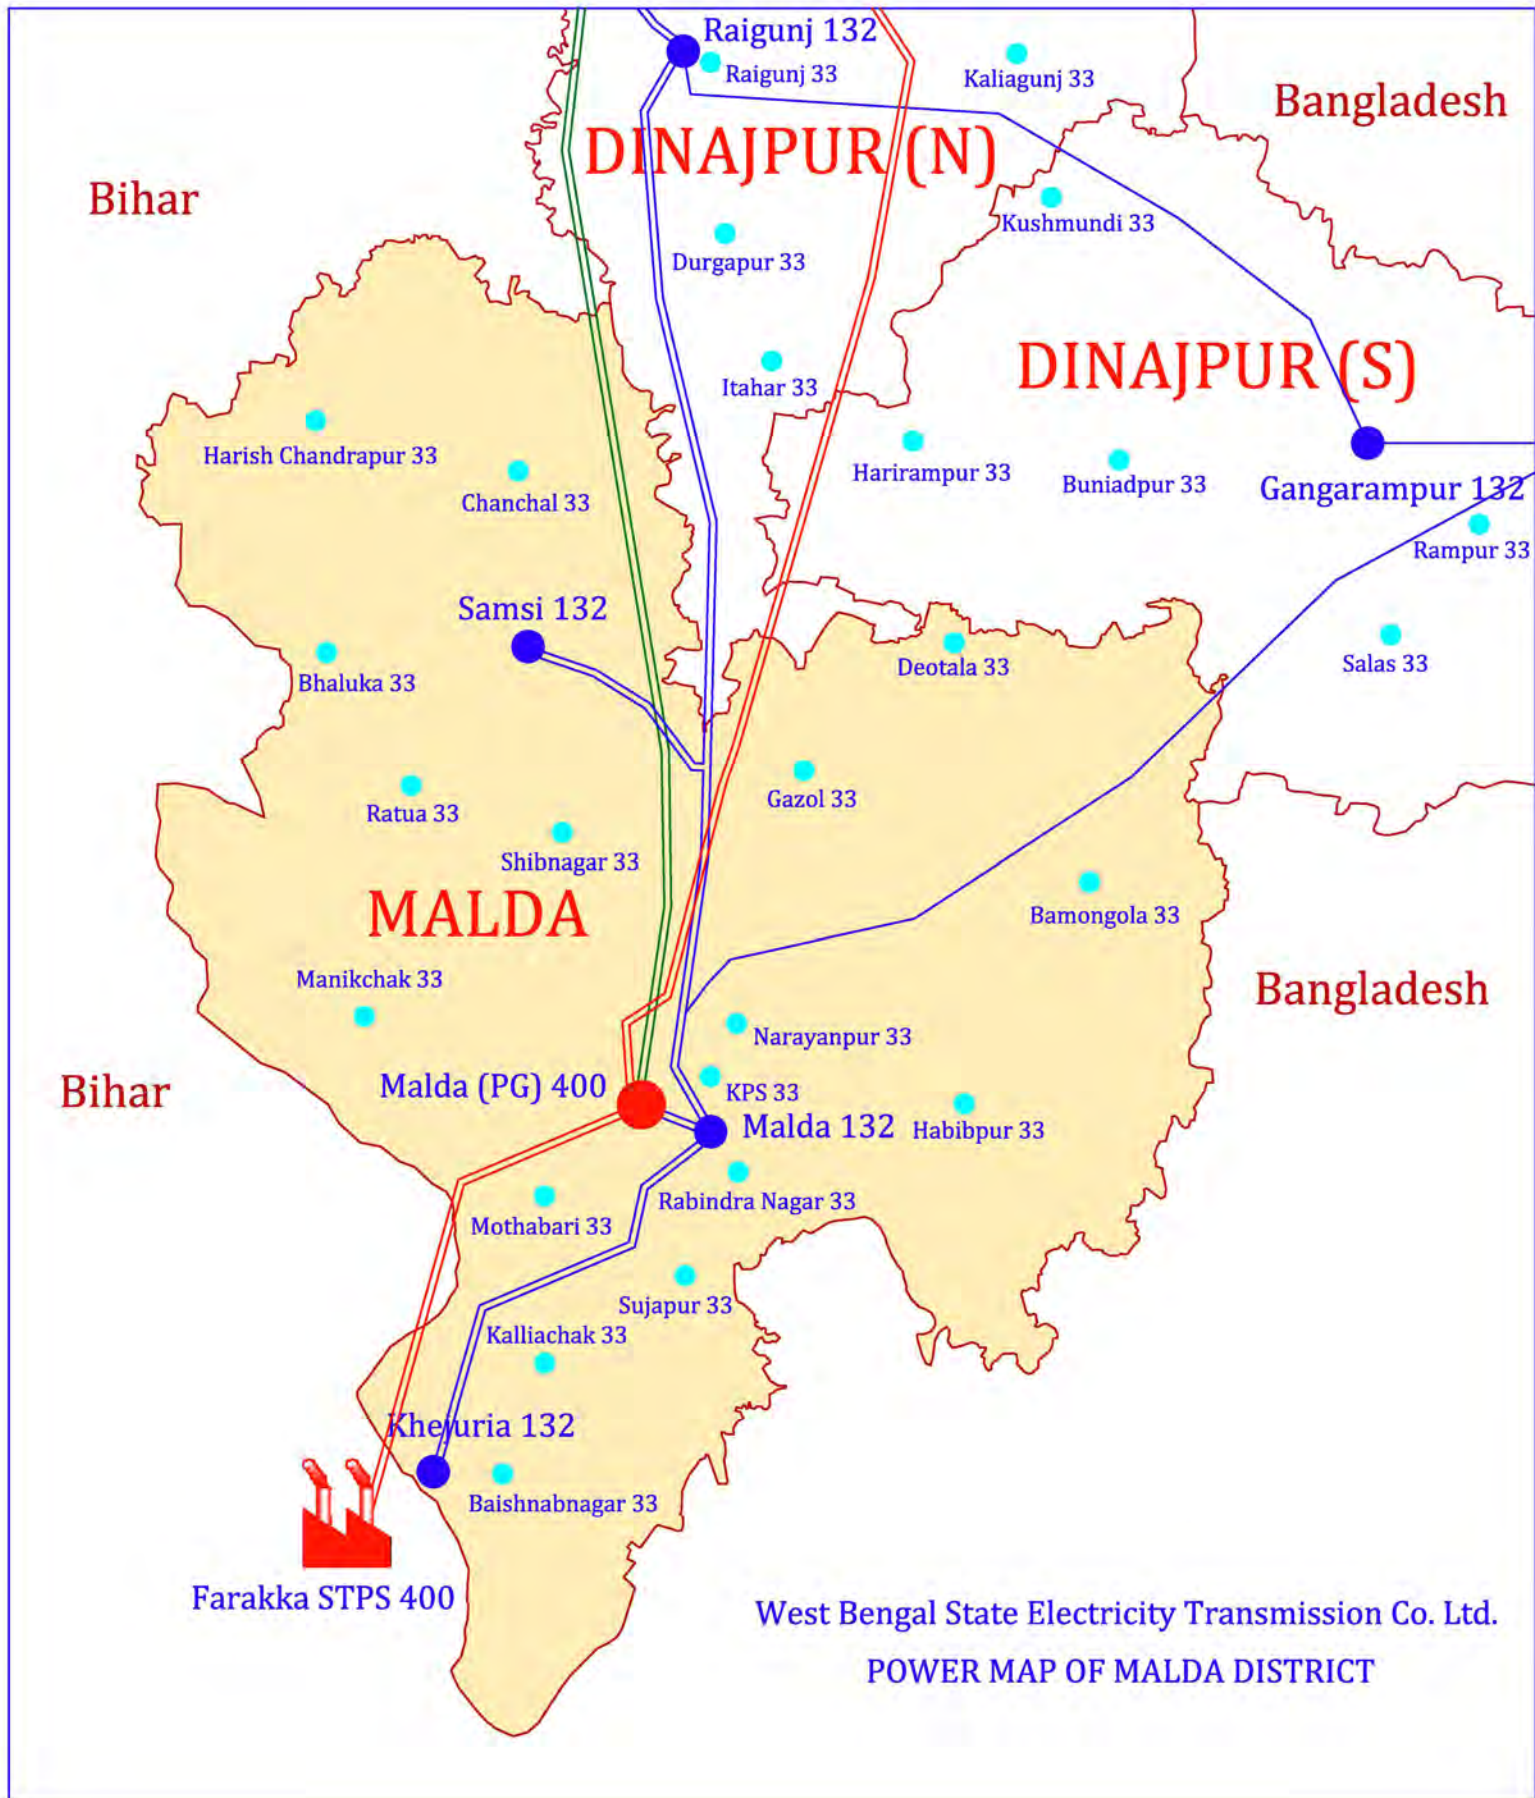 Raigunj 132
Raigunj 33
Kaliagunj 33
Bangladesh
DINAJPUR (N)
Bihar
Kushmundi 33
Durgapur 33
DINAJPUR (S)
Itahar 33
Harish Chandrapur 33
Chanchal 33
Harirampur 33
Buniadpur 33
Gangarampur 132
Rampur 33
Samsi 132
Bhaluka 33
Deotala 33
Salas 33
Ratua 33
Gazol 33
Shibnagar 33
MALDA
Bamongola 33
Manikchak 33
Bangladesh
Narayanpur 33
Bihar
Malda (PG) 400
KPS 33
Malda 132
Habibpur 33
Rabindra Nagar 33
Mothabari 33
Sujapur 33
Kalliachak 33
Khejuria 132
Baishnabnagar 33
Farakka STPS 400
West Bengal State Electricity Transmission Co. Ltd.
POWER MAP OF MALDA DISTRICT